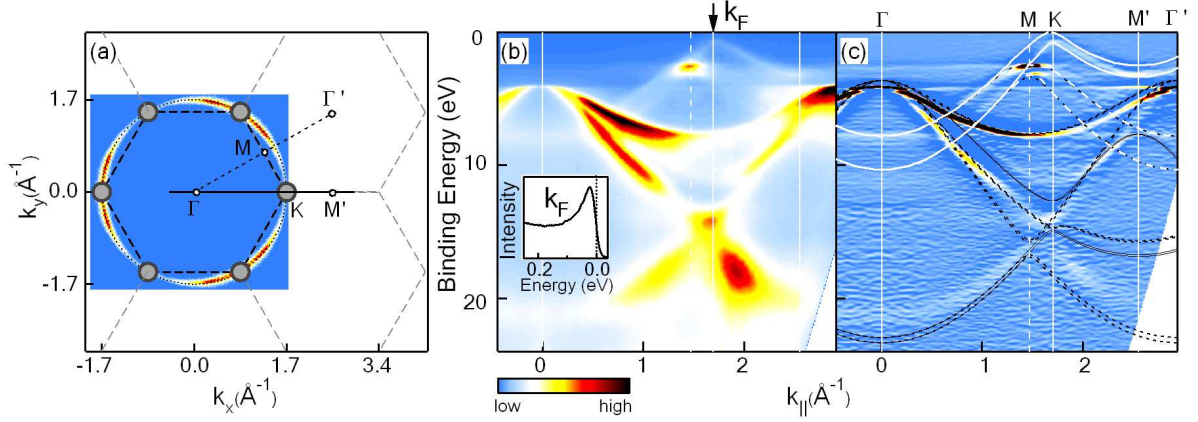 (a)
1.7
0.0
-1.7
k_y(Å⁻¹)
M
Γ'
Γ
K
M'
-1.7
0.0
1.7
3.4
k_x(Å⁻¹)
k_F
(b)
0
10
20
Binding Energy (eV)
k_F
Intensity
0.2
0.0
Energy (eV)
0
1
2
low
high
k_||(Å⁻¹)
Γ
M
K
M'
Γ'
(c)
0
1
2